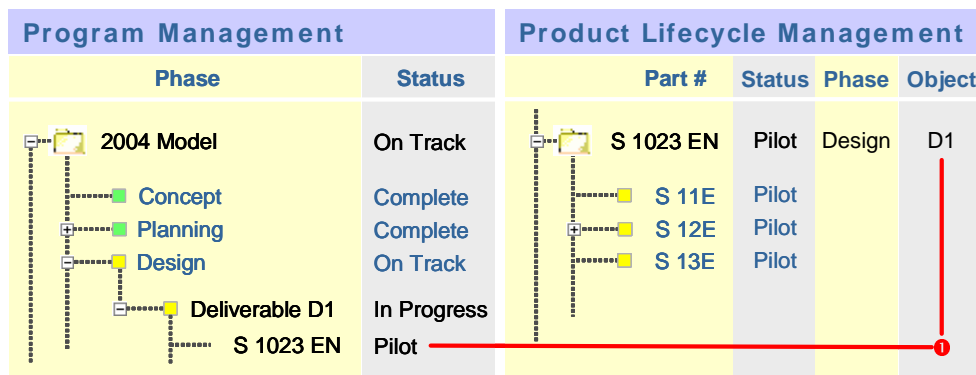 Program Management
Product Lifecycle Management
Phase Status
Part # Status Phase Object
2004 Model On Track
S 1023 EN Pilot Design D1
Concept Complete
S 11E Pilot
Planning Complete
S 12E Pilot
Design On Track
S 13E Pilot
Deliverable D1 In Progress
S 1023 EN Pilot
1